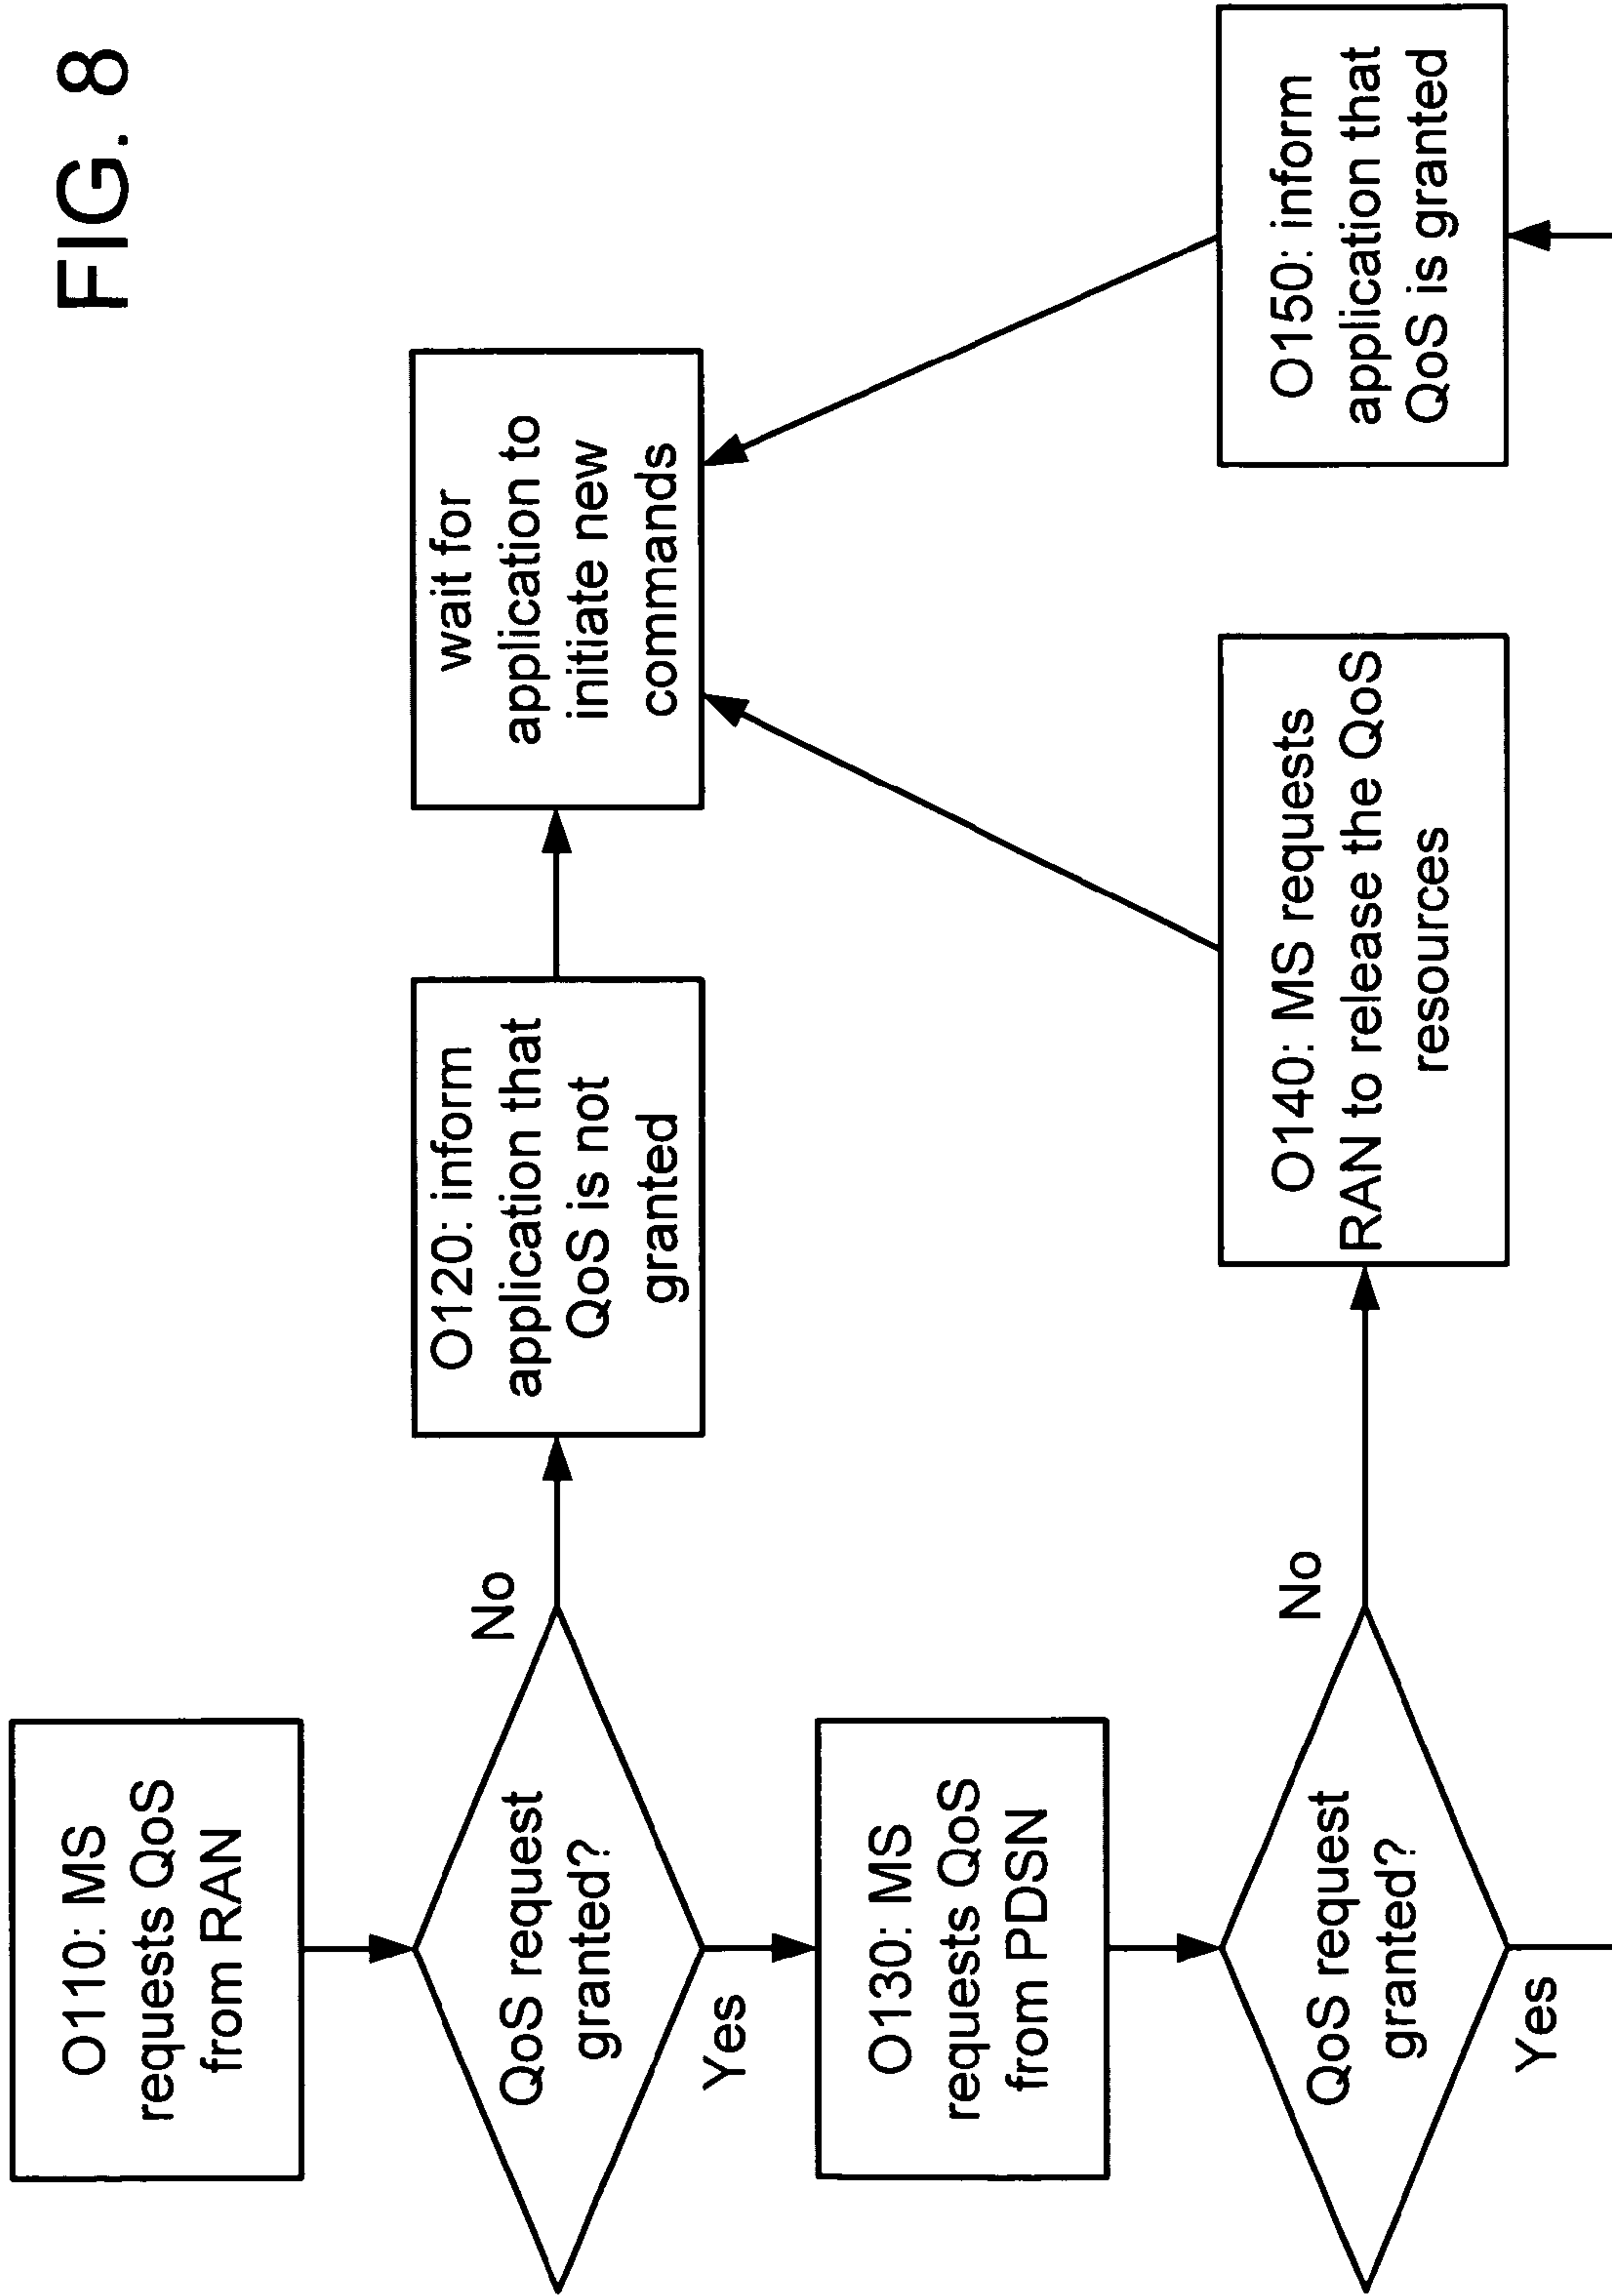 FIG. 8
O110: MS
requests QoS
from RAN
QoS request
granted?
No
Yes
O120: inform
application that
QoS is not
granted
wait for
application to
initiate new
commands
O130: MS
requests QoS
from PDSN
QoS request
granted?
No
Yes
O140: MS requests
RAN to release the QoS
resources
O150: inform
application that
QoS is granted